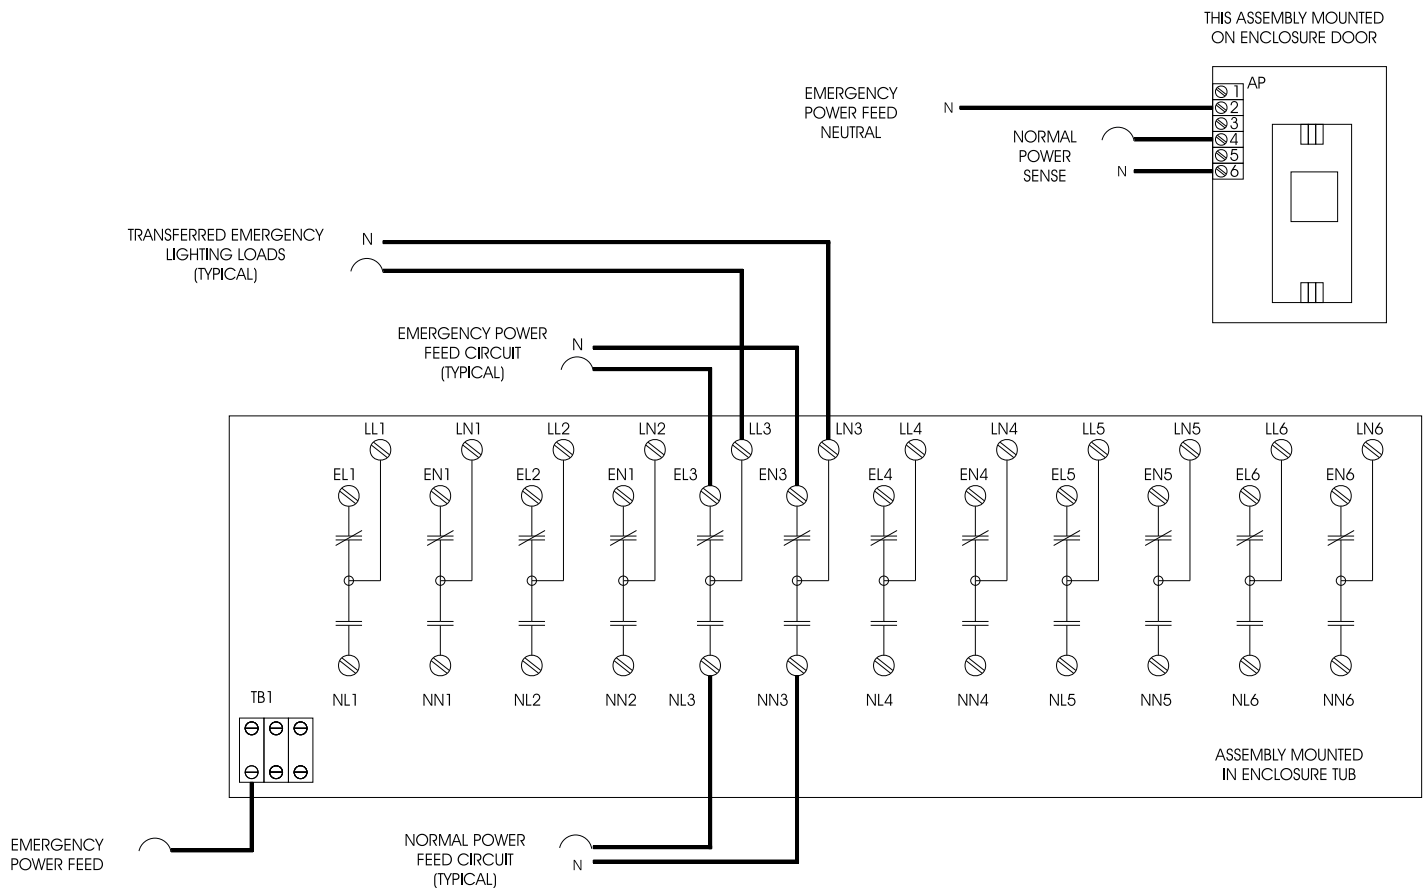 THIS ASSEMBLY MOUNTED
ON ENCLOSURE DOOR
AP
1
2
3
4
5
6
EMERGENCY
POWER FEED
NEUTRAL
N
NORMAL
POWER
SENSE
N
TRANSFERRED EMERGENCY
LIGHTING LOADS
(TYPICAL)
N
EMERGENCY POWER
FEED CIRCUIT
(TYPICAL)
N
LL1 LN1 LL2 LN2 LL3 LN3 LL4 LN4 LL5 LN5 LL6 LN6
EL1 EN1 EL2 EN1 EL3 EN3 EL4 EN4 EL5 EN5 EL6 EN6
NL1 NN1 NL2 NN2 NL3 NN3 NL4 NN4 NL5 NN5 NL6 NN6
TB1
ASSEMBLY MOUNTED
IN ENCLOSURE TUB
EMERGENCY
POWER FEED
NORMAL POWER
FEED CIRCUIT
(TYPICAL)
N